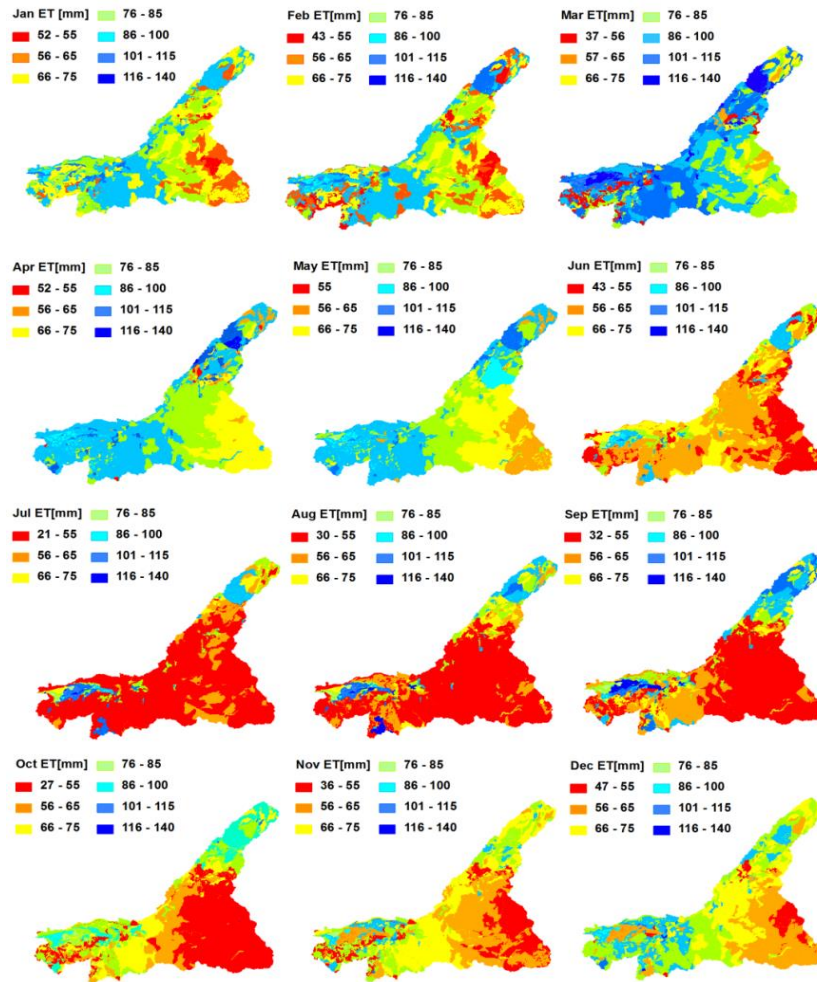 Jan ET [mm] 76 - 85
52 - 55 86 - 100
56 - 65 101 - 115
66 - 75 116 - 140
Feb ET[mm] 76 - 85
43 - 55 86 - 100
56 - 65 101 - 115
66 - 75 116 - 140
Mar ET[mm] 76 - 85
37 - 56 86 - 100
57 - 65 101 - 115
66 - 75 116 - 140
Apr ET[mm] 76 - 85
52 - 55 86 - 100
56 - 65 101 - 115
66 - 75 116 - 140
May ET[mm] 76 - 85
55 86 - 100
56 - 65 101 - 115
66 - 75 116 - 140
Jun ET[mm] 76 - 85
43 - 55 86 - 100
56 - 65 101 - 115
66 - 75 116 - 140
Jul ET[mm] 76 - 85
21 - 55 86 - 100
56 - 65 101 - 115
66 - 75 116 - 140
Aug ET[mm] 76 - 85
30 - 55 86 - 100
56 - 65 101 - 115
66 - 75 116 - 140
Sep ET[mm] 76 - 85
32 - 55 86 - 100
56 - 65 101 - 115
66 - 75 116 - 140
Oct ET[mm] 76 - 85
27 - 55 86 - 100
56 - 65 101 - 115
66 - 75 116 - 140
Nov ET[mm] 76 - 85
36 - 55 86 - 100
56 - 65 101 - 115
66 - 75 116 - 140
Dec ET[mm] 76 - 85
47 - 55 86 - 100
56 - 65 101 - 115
66 - 75 116 - 140